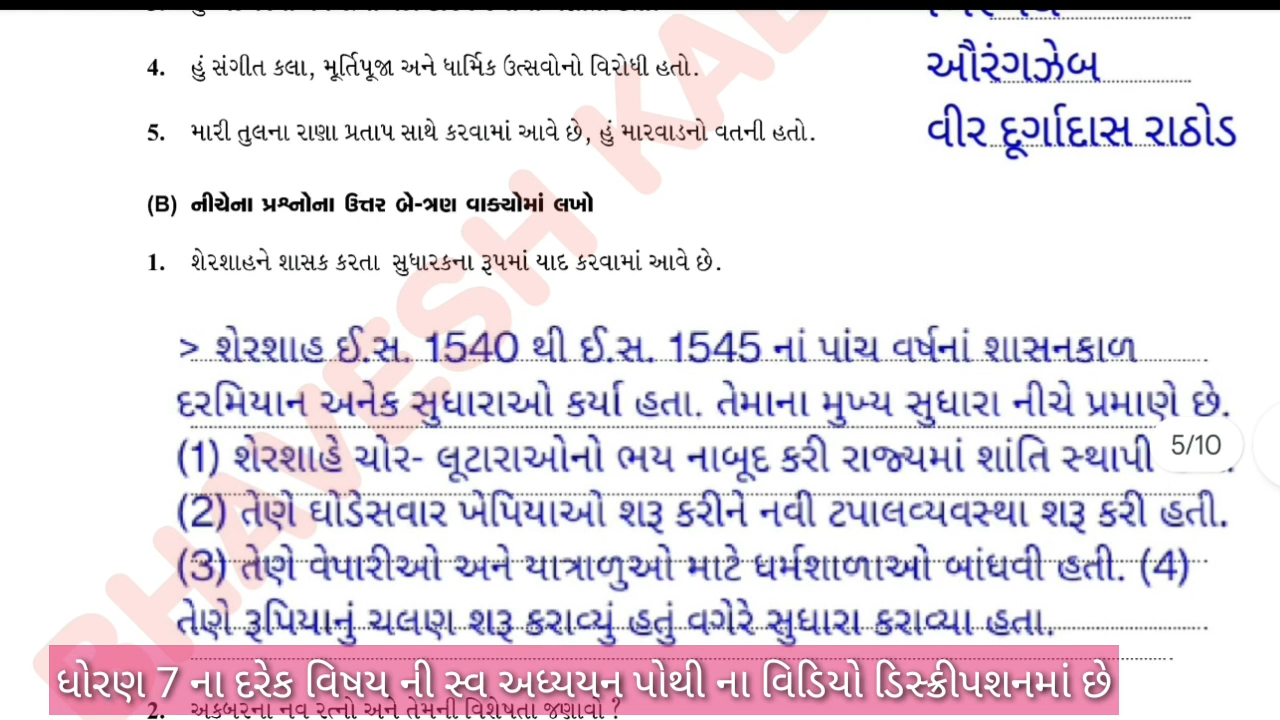 4. હું સંગીત કલા, મૂર્તિપૂજા અને ધાર્મિક ઉત્સવોનો વિરોધી હતો.
ઔરંગઝેબ
5. મારી તુલના રાણા પ્રતાપ સાથે કરવામાં આવે છે, હું મારવાડનો વતની હતો.
વીર દૂર્ગાદાસ રાઠોડ
(B) નીચેના પ્રશ્નોના ઉત્તર બે-ત્રણ વાક્યોમાં લખો
1. શેરશાહને શાસક કરતા સુધારકના રૂપમાં યાદ કરવામાં આવે છે.
> શેરશાહ ઈ.સ. 1540 થી ઈ.સ. 1545 નાં પાંચ વર્ષનાં શાસનકાળ
દરમિયાન અનેક સુધારાઓ કર્યા હતા. તેમાના મુખ્ય સુધારા નીચે પ્રમાણે છે.
(1) શેરશાહે ચોર- લૂટારાઓનો ભય નાબૂદ કરી રાજ્યમાં શાંતિ સ્થાપી
5/10
(2) તેણે ઘોડેસવાર ખેપિયાઓ શરૂ કરીને નવી ટપાલવ્યવસ્થા શરૂ કરી હતી.
(3) તેણે વેપારીઓ અને યાત્રાળુઓ માટે ધર્મશાળાઓ બાંધવી હતી. (4)
તેણે રૂપિયાનું ચલણ શરૂ કરાવ્યું હતું વગેરે સુધારા કરાવ્યા હતા.
ધોરણ 7 ના દરેક વિષય ની સ્વ અધ્યયન પોથી ના વિડિયો ડિસ્ક્રીપશનમાં છે
2. અકબરના નવ રત્નો અને તેમની વિશેષતા જણાવો ?
BHAVESH